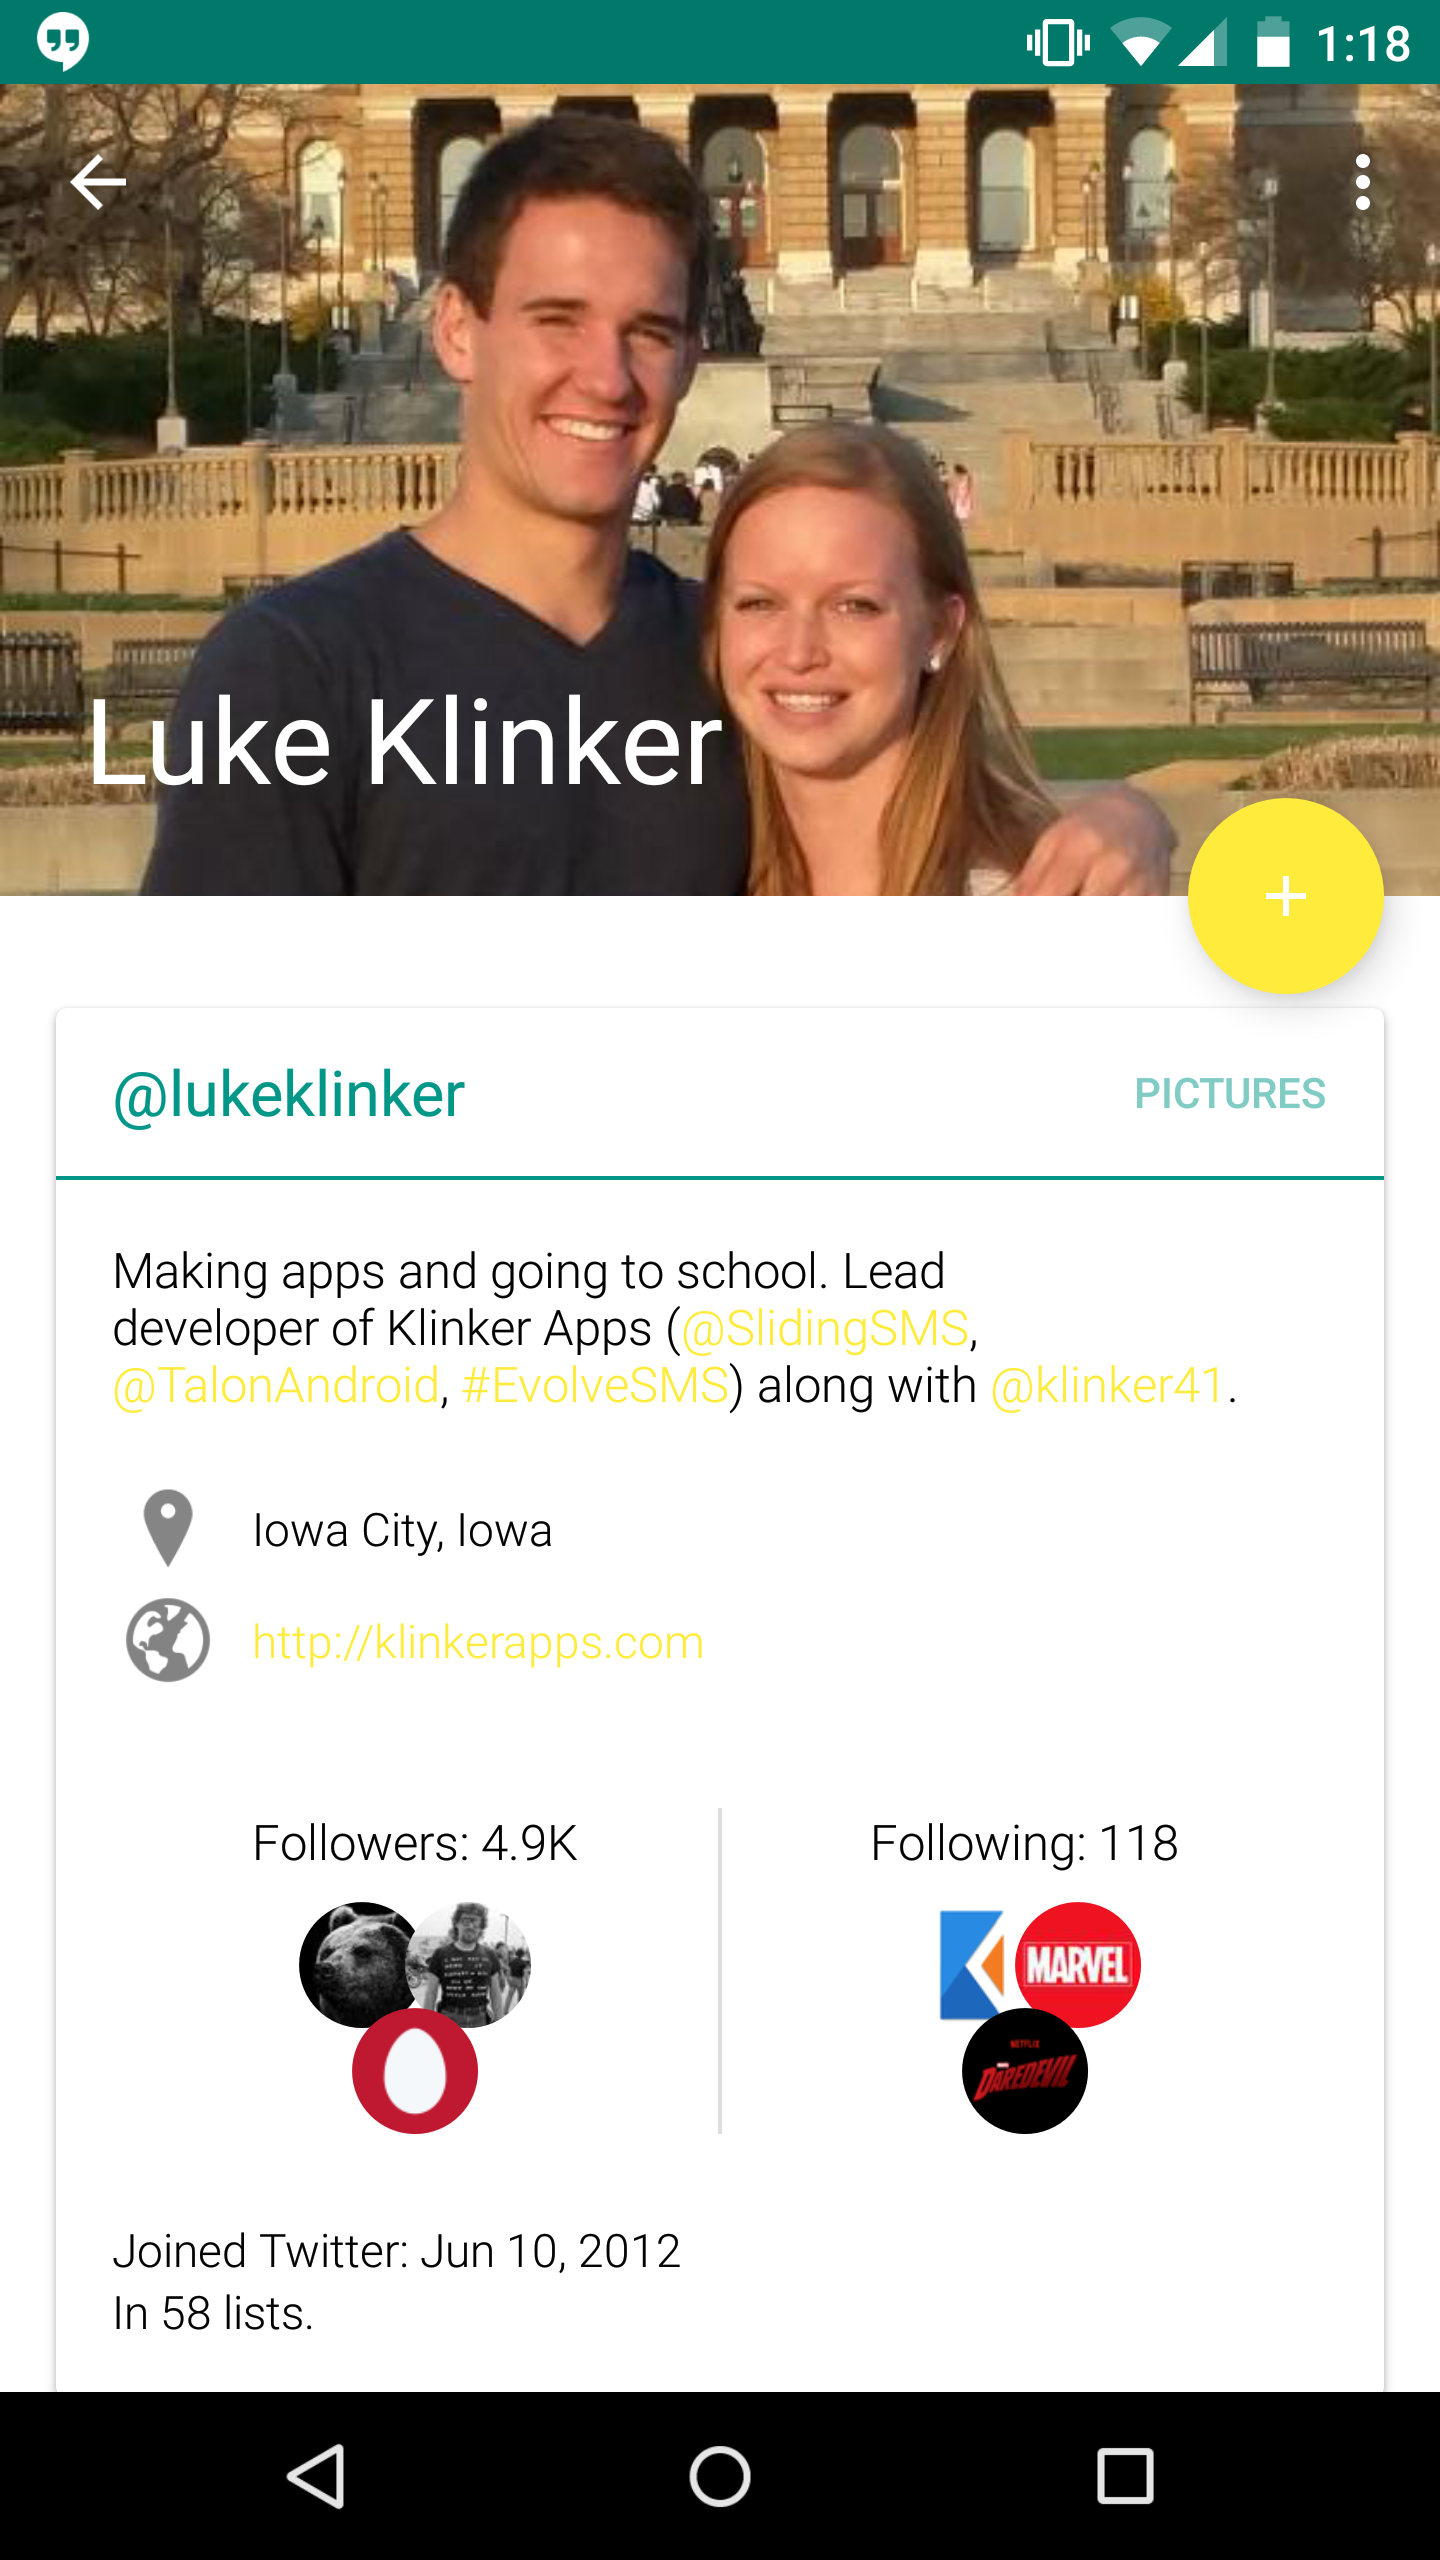 1:18
Luke Klinker
@lukeklinker
PICTURES
Making apps and going to school. Lead
developer of Klinker Apps (@SlidingSMS,
@TalonAndroid, #EvolveSMS) along with @klinker41.
Iowa City, Iowa
http://klinkerapps.com
Followers: 4.9K
Following: 118
MARVEL
NETFLIX
DAREDEVIL
Joined Twitter: Jun 10, 2012
In 58 lists.